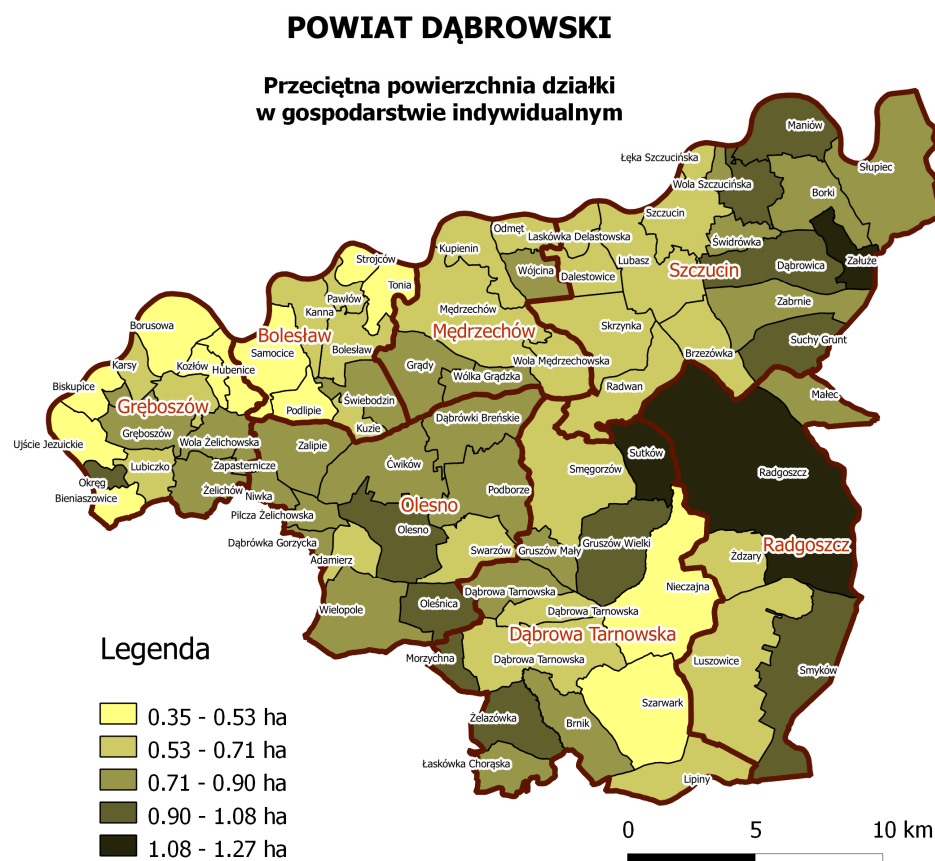 POWIAT DĄBROWSKI
Przeciętna powierzchnia działki
w gospodarstwie indywidualnym
Maniów
Łęka Szczucińska
Słupiec
Wola Szczucińska
Borki
Szczucin
Odmęt
Laskówka Delastowska
Świdrówka
Kupienin
Strojców
Lubasz
Załuże
Wójcina
Szczucin
Dąbrowica
Dalestowice
Tonia
Pawłów
Zabrnie
Kanna
Mędrzechów
Borusowa
Skrzynka
Mędrzechów
Bolesław
Suchy Grunt
Samocice
Bolesław
Brzezówka
Wola Mędrzechowska
Karsy
Kozłów
Hubenice
Grądy
Wólka Grądzka
Biskupice
Radwan
Małec
Świebodzin
Gręboszów
Podlipie
Dąbrówki Breńskie
Kuzie
Gręboszów
Ujście Jezuickie
Wola Żelichowska
Zalipie
Sutków
Lubiczko
Zapasternicze
Ćwików
Smęgorzów
Radgoszcz
Okręg
Żelichów
Niwka
Podborze
Bieniaszowice
Olesno
Pilcza Żelichowska
Olesno
Dąbrówka Gorzycka
Gruszów Wielki
Radgoszcz
Swarzów
Gruszów Mały
Adamierz
Żdzary
Nieczajna
Dąbrowa Tarnowska
Oleśnica
Wielopole
Dąbrowa Tarnowska
Dąbrowa Tarnowska
Morzychna
Dąbrowa Tarnowska
Luszowice
Smyków
Szarwark
Żelazówka
Brnik
Łaskówka Chorąska
Lipiny
Legenda
0.35 - 0.53 ha
0.53 - 0.71 ha
0.71 - 0.90 ha
0.90 - 1.08 ha
1.08 - 1.27 ha
0 5 10 km